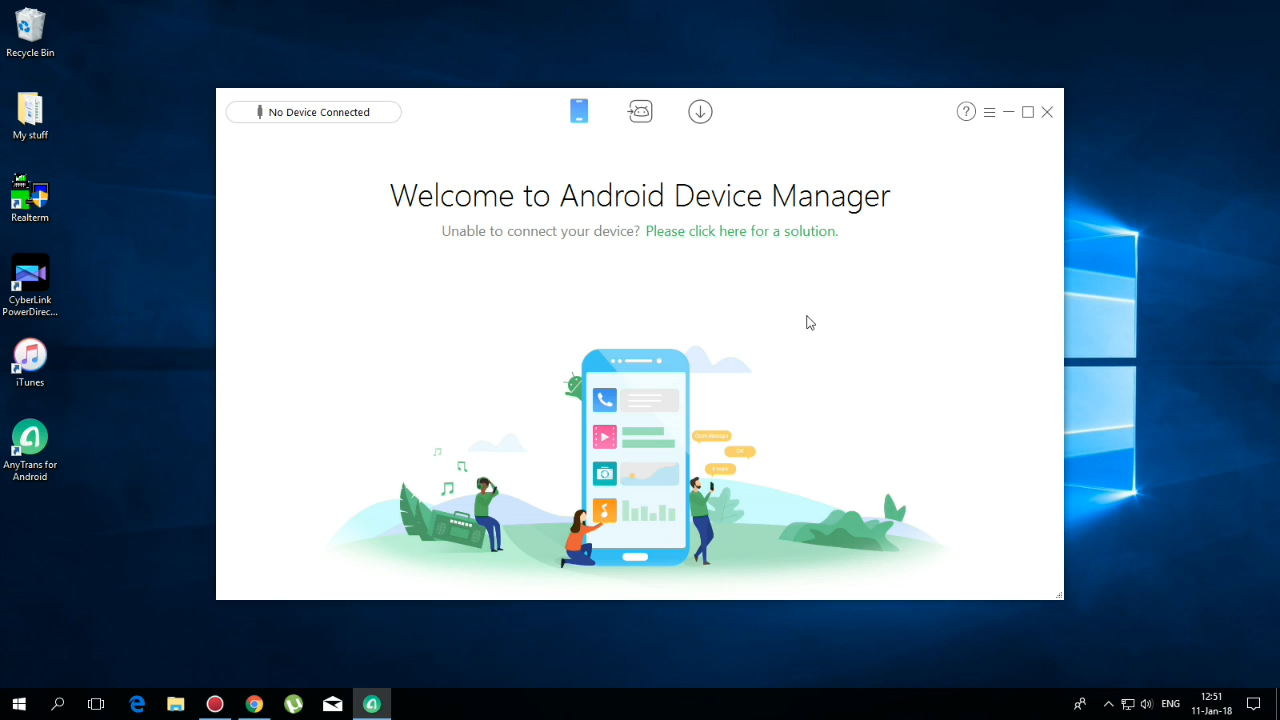 Recycle Bin
My stuff
Realterm
CyberLink
PowerDirec...
iTunes
AnyTrans for
Android
No Device Connected
?
Welcome to Android Device Manager
Unable to connect your device? Please click here for a solution.
ENG
12:51
11-Jan-18